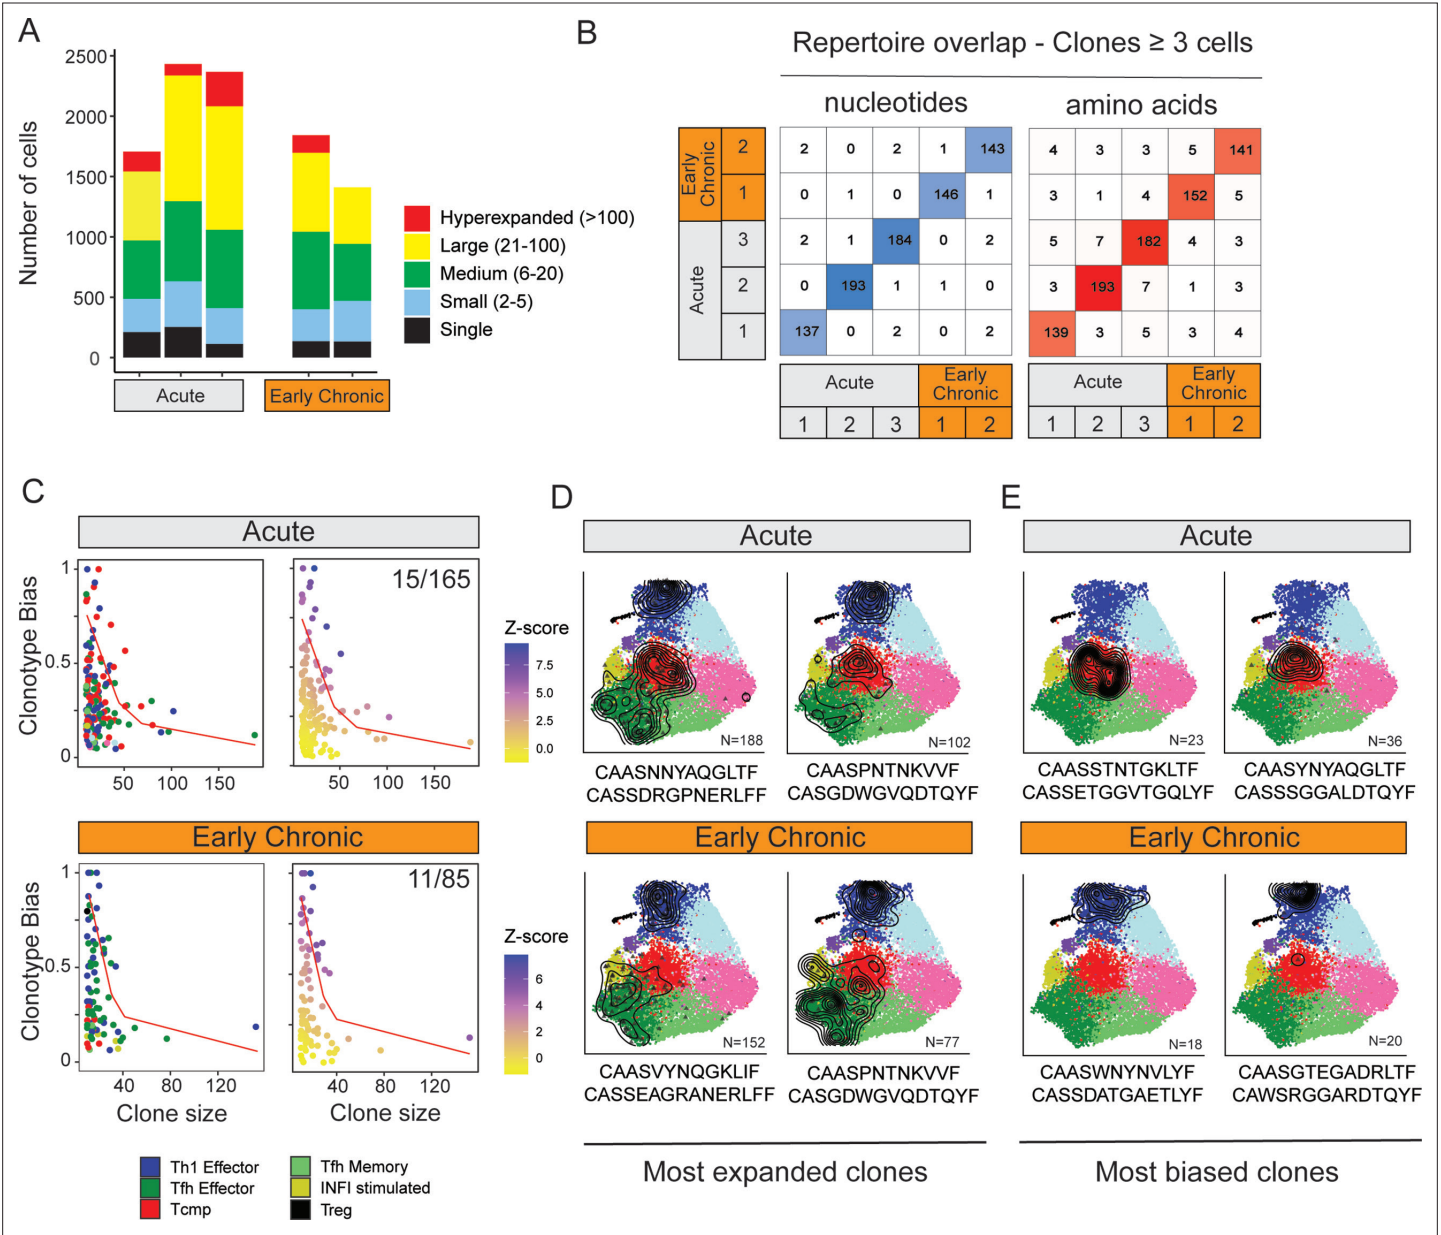 A
Number of cells
2500
2000
1500
1000
500
0
Acute
Early Chronic
Hyperexpanded (>100)
Large (21-100)
Medium (6-20)
Small (2-5)
Single
B
Repertoire overlap - Clones ≥ 3 cells
nucleotides
amino acids
Early Chronic
Acute
2
1
3
2
1
2 0 2 1 143
0 1 0 146 1
2 1 184 0 2
0 193 1 1 0
137 0 2 0 2
4 3 3 5 141
3 1 4 152 5
5 7 182 4 3
3 193 7 1 3
139 3 5 3 4
Acute
Early
Chronic
1 2 3 1 2
Acute
Early
Chronic
1 2 3 1 2
C
Acute
Clonotype Bias
1
0.5
0
15/165
50 100 150
50 100 150
Z-score
7.5
5.0
2.5
0.0
Early Chronic
Clonotype Bias
1
0.5
0
11/85
40 80 120
40 80 120
Clone size
Clone size
Z-score
6
4
2
0
Th1 Effector
Tfh Effector
Tcmp
Tfh Memory
INFI stimulated
Treg
D
Acute
N=188
N=102
CAASNNYAQGLTF
CASSDRGPNERLFF
CAASPNTNKVVF
CASGDWGVQDTQYF
Early Chronic
N=152
N=77
CAASVYNQGKLIF
CASSEAGRANERLFF
CAASPNTNKVVF
CASGDWGVQDTQYF
Most expanded clones
E
Acute
N=23
N=36
CAASSTNTGKLTF
CASSETGGVTGQLYF
CAASYNYAQGLTF
CASSSGGALDTQYF
Early Chronic
N=18
N=20
CAASWNYNVLYF
CASSDATGAETLYF
CAASGTEGADRLTF
CAWSRGGARDTQYF
Most biased clones